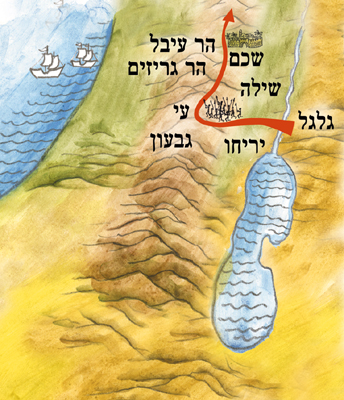 הר עיבל
שכם
הר גריזים
שילה
עי
גלגל
גבעון
יריחו